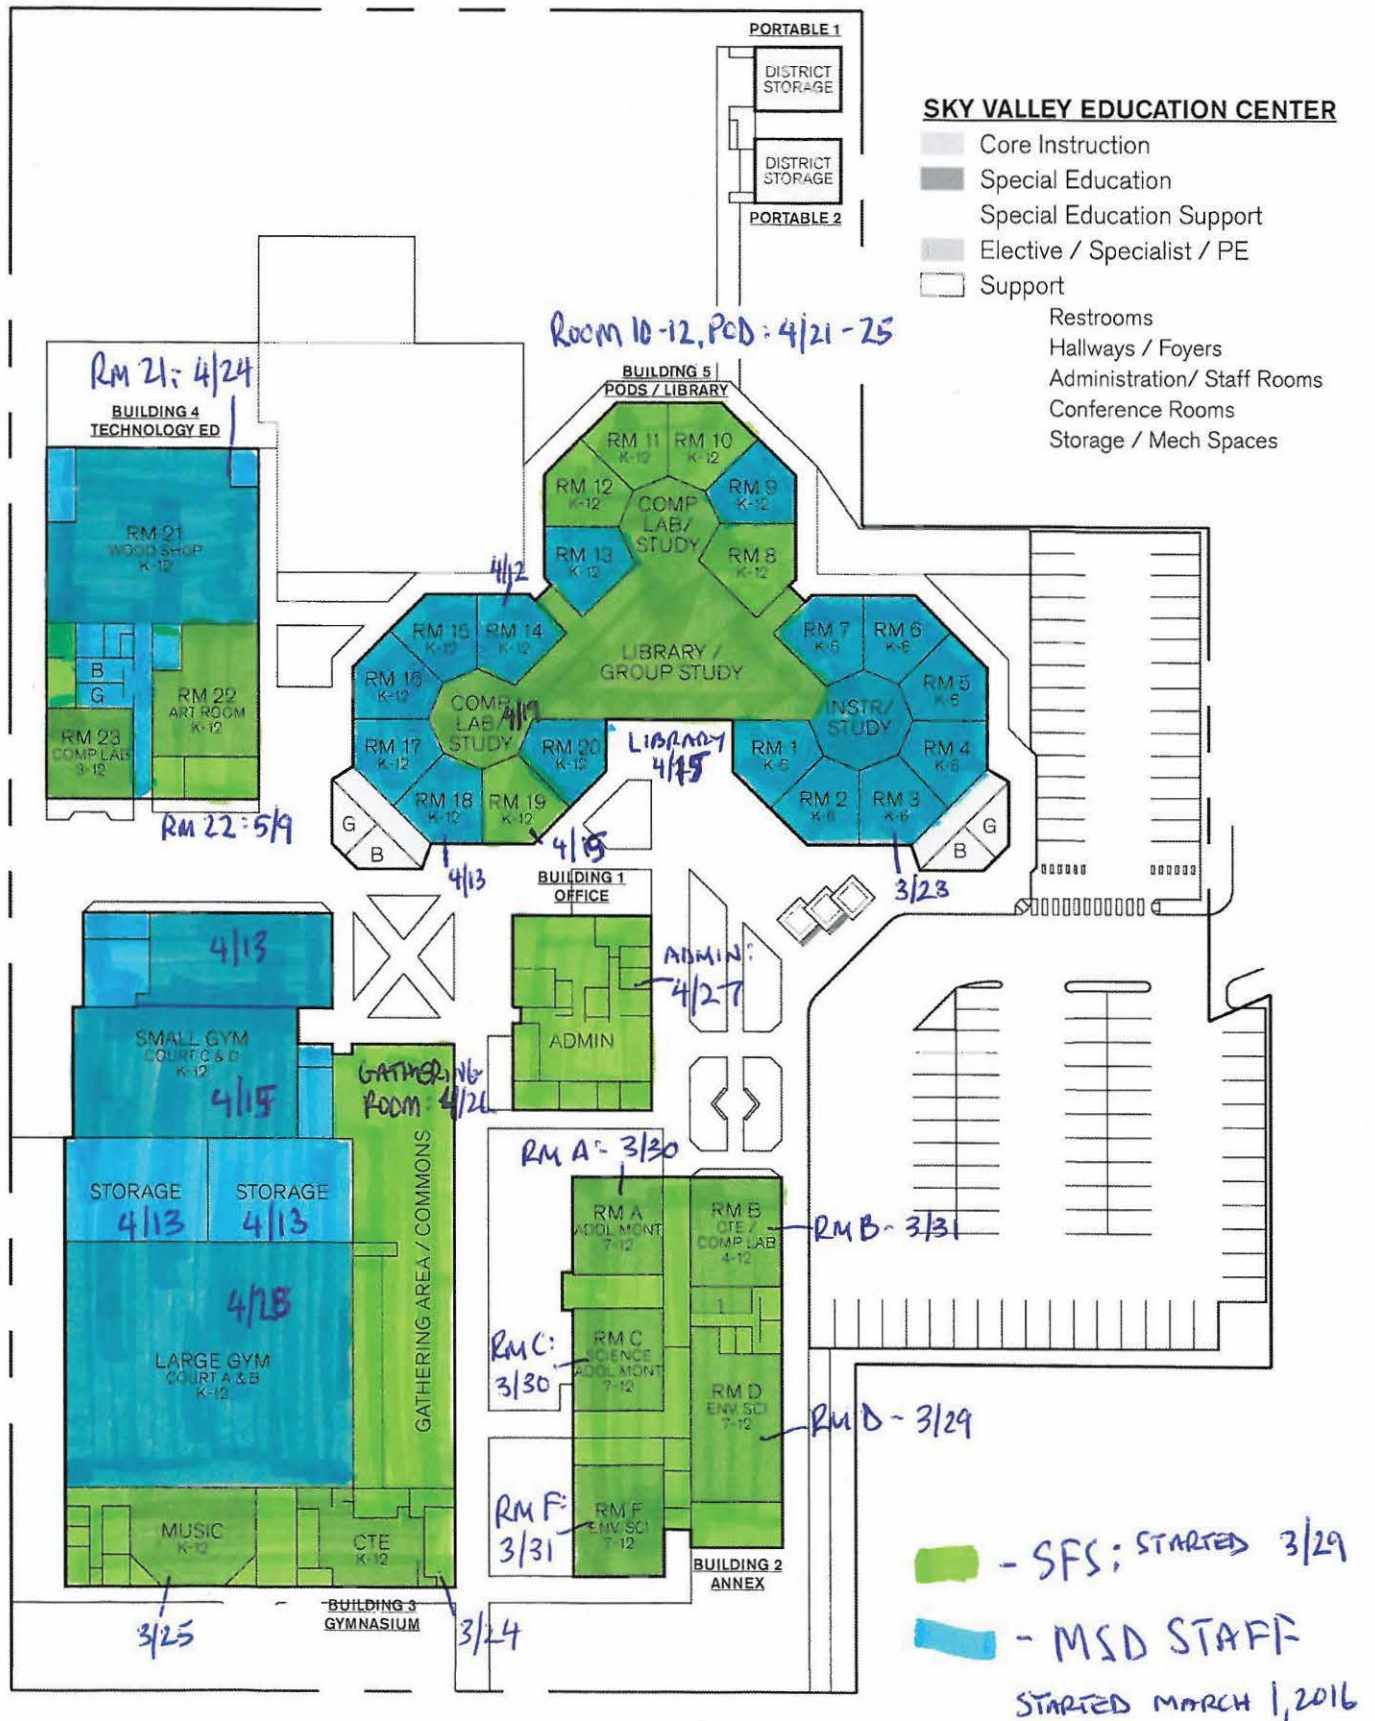 PORTABLE 1
DISTRICT
STORAGE
DISTRICT
STORAGE
PORTABLE 2
SKY VALLEY EDUCATION CENTER
Core Instruction
Special Education
Special Education Support
Elective / Specialist / PE
Support
Restrooms
Hallways / Foyers
Administration/ Staff Rooms
Conference Rooms
Storage / Mech Spaces
ROOM 10-12, POD: 4/21-25
BUILDING 5
PODS / LIBRARY
RM 21: 4/24
BUILDING 4
TECHNOLOGY ED
RM 11
K-12
RM 10
K-12
RM 12
K-12
RM 9
K-12
COMP
LAB/
STUDY
RM 13
K-12
RM 8
K-12
RM 21
WOOD SHOP
K-12
4/12
RM 15
K-12
RM 14
K-12
RM 16
K-12
LIBRARY /
GROUP STUDY
RM 7
K-6
RM 6
K-6
RM 5
K-6
B
G
RM 22
ART ROOM
K-12
COMP
LAB/
STUDY
4/19
INSTR/
STUDY
RM 23
COMP LAB
9-12
RM 17
K-12
RM 20
K-12
LIBRARY
RM 1
K-6
RM 4
K-6
RM 18
K-12
RM 19
K-12
RM 2
K-6
RM 3
K-6
G
B
G
B
RM 22: 5/9
4/13
4/15
3/23
BUILDING 1
OFFICE
4/13
ADMIN:
4/27
ADMIN
SMALL GYM
COURT C & D
K-12
4/15
GATHERING
ROOM:
GATHERING AREA / COMMONS
STORAGE
4/13
STORAGE
4/13
RM A: 3/30
RM A
ADOL MONT
7-12
RM B
CTE /
COMP LAB
4-12
RM B - 3/31
LARGE GYM
COURT A & B
K-12
RM C:
3/30
RM C
SCIENCE
ADOL MONT
7-12
RM D
ENV. SCI
7-12
RM D - 3/29
RM F:
3/31
RM F
ENV. SCI
7-12
MUSIC
K-12
CTE
K-12
BUILDING 2
ANNEX
BUILDING 3
GYMNASIUM
3/25
3/24
- SFS: STARTED 3/29
- MSD STAFF
STARTED MARCH 1, 2016